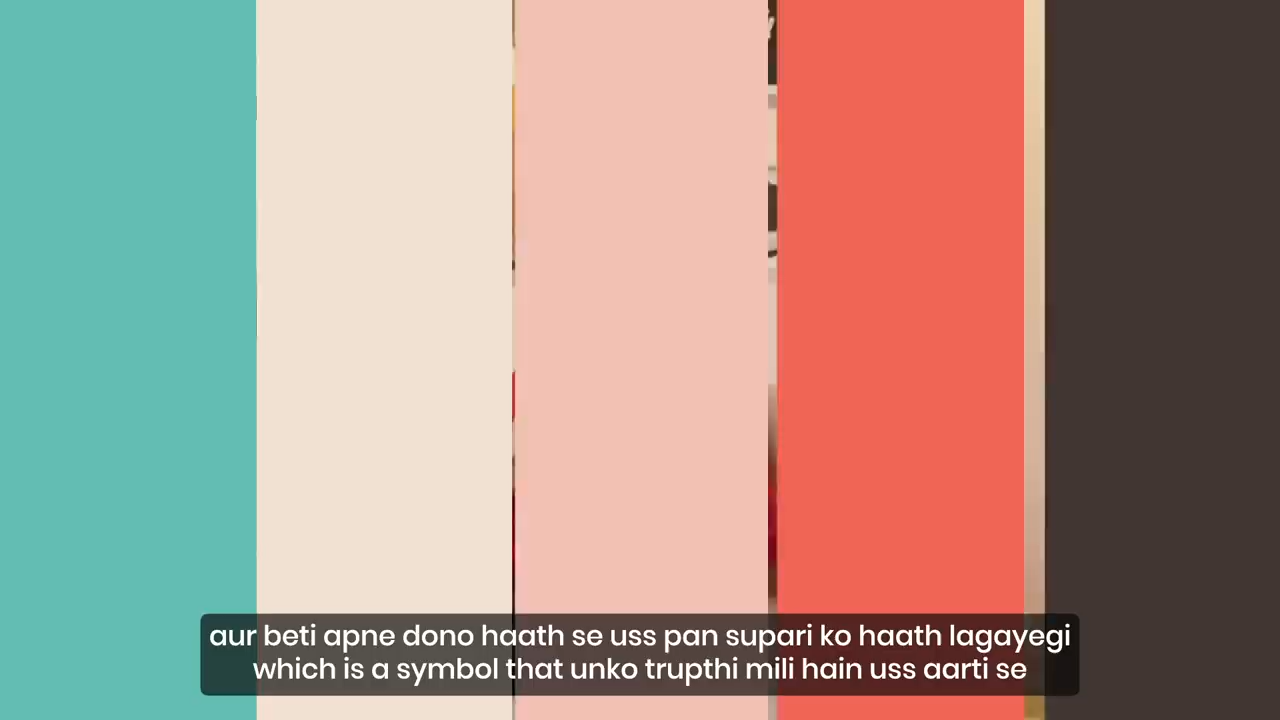 aur beti apne dono haath se uss pan supari ko haath lagayegi
which is a symbol that unko trupthi mili hain uss aarti se